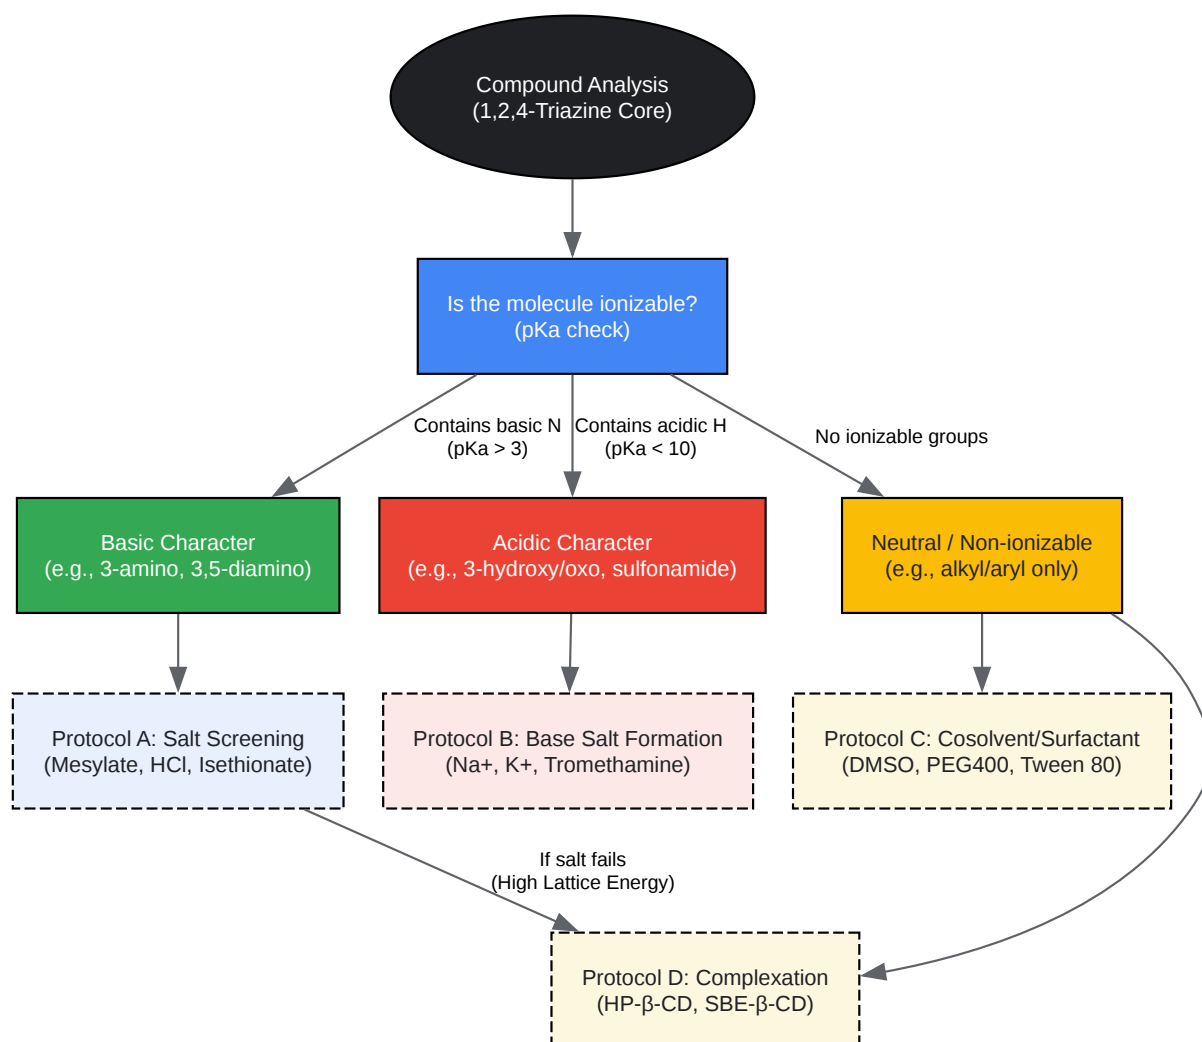 Compound Analysis
(1,2,4-Triazine Core)
Is the molecule ionizable?
(pKa check)
Contains basic N
(pKa > 3)
Contains acidic H
(pKa < 10)
No ionizable groups
Basic Character
(e.g., 3-amino, 3,5-diamino)
Acidic Character
(e.g., 3-hydroxy/oxo, sulfonamide)
Neutral / Non-ionizable
(e.g., alkyl/aryl only)
Protocol A: Salt Screening
(Mesylate, HCl, Isethionate)
Protocol B: Base Salt Formation
(Na+, K+, Tromethamine)
Protocol C: Cosolvent/Surfactant
(DMSO, PEG400, Tween 80)
If salt fails
(High Lattice Energy)
Protocol D: Complexation
(HP-β-CD, SBE-β-CD)